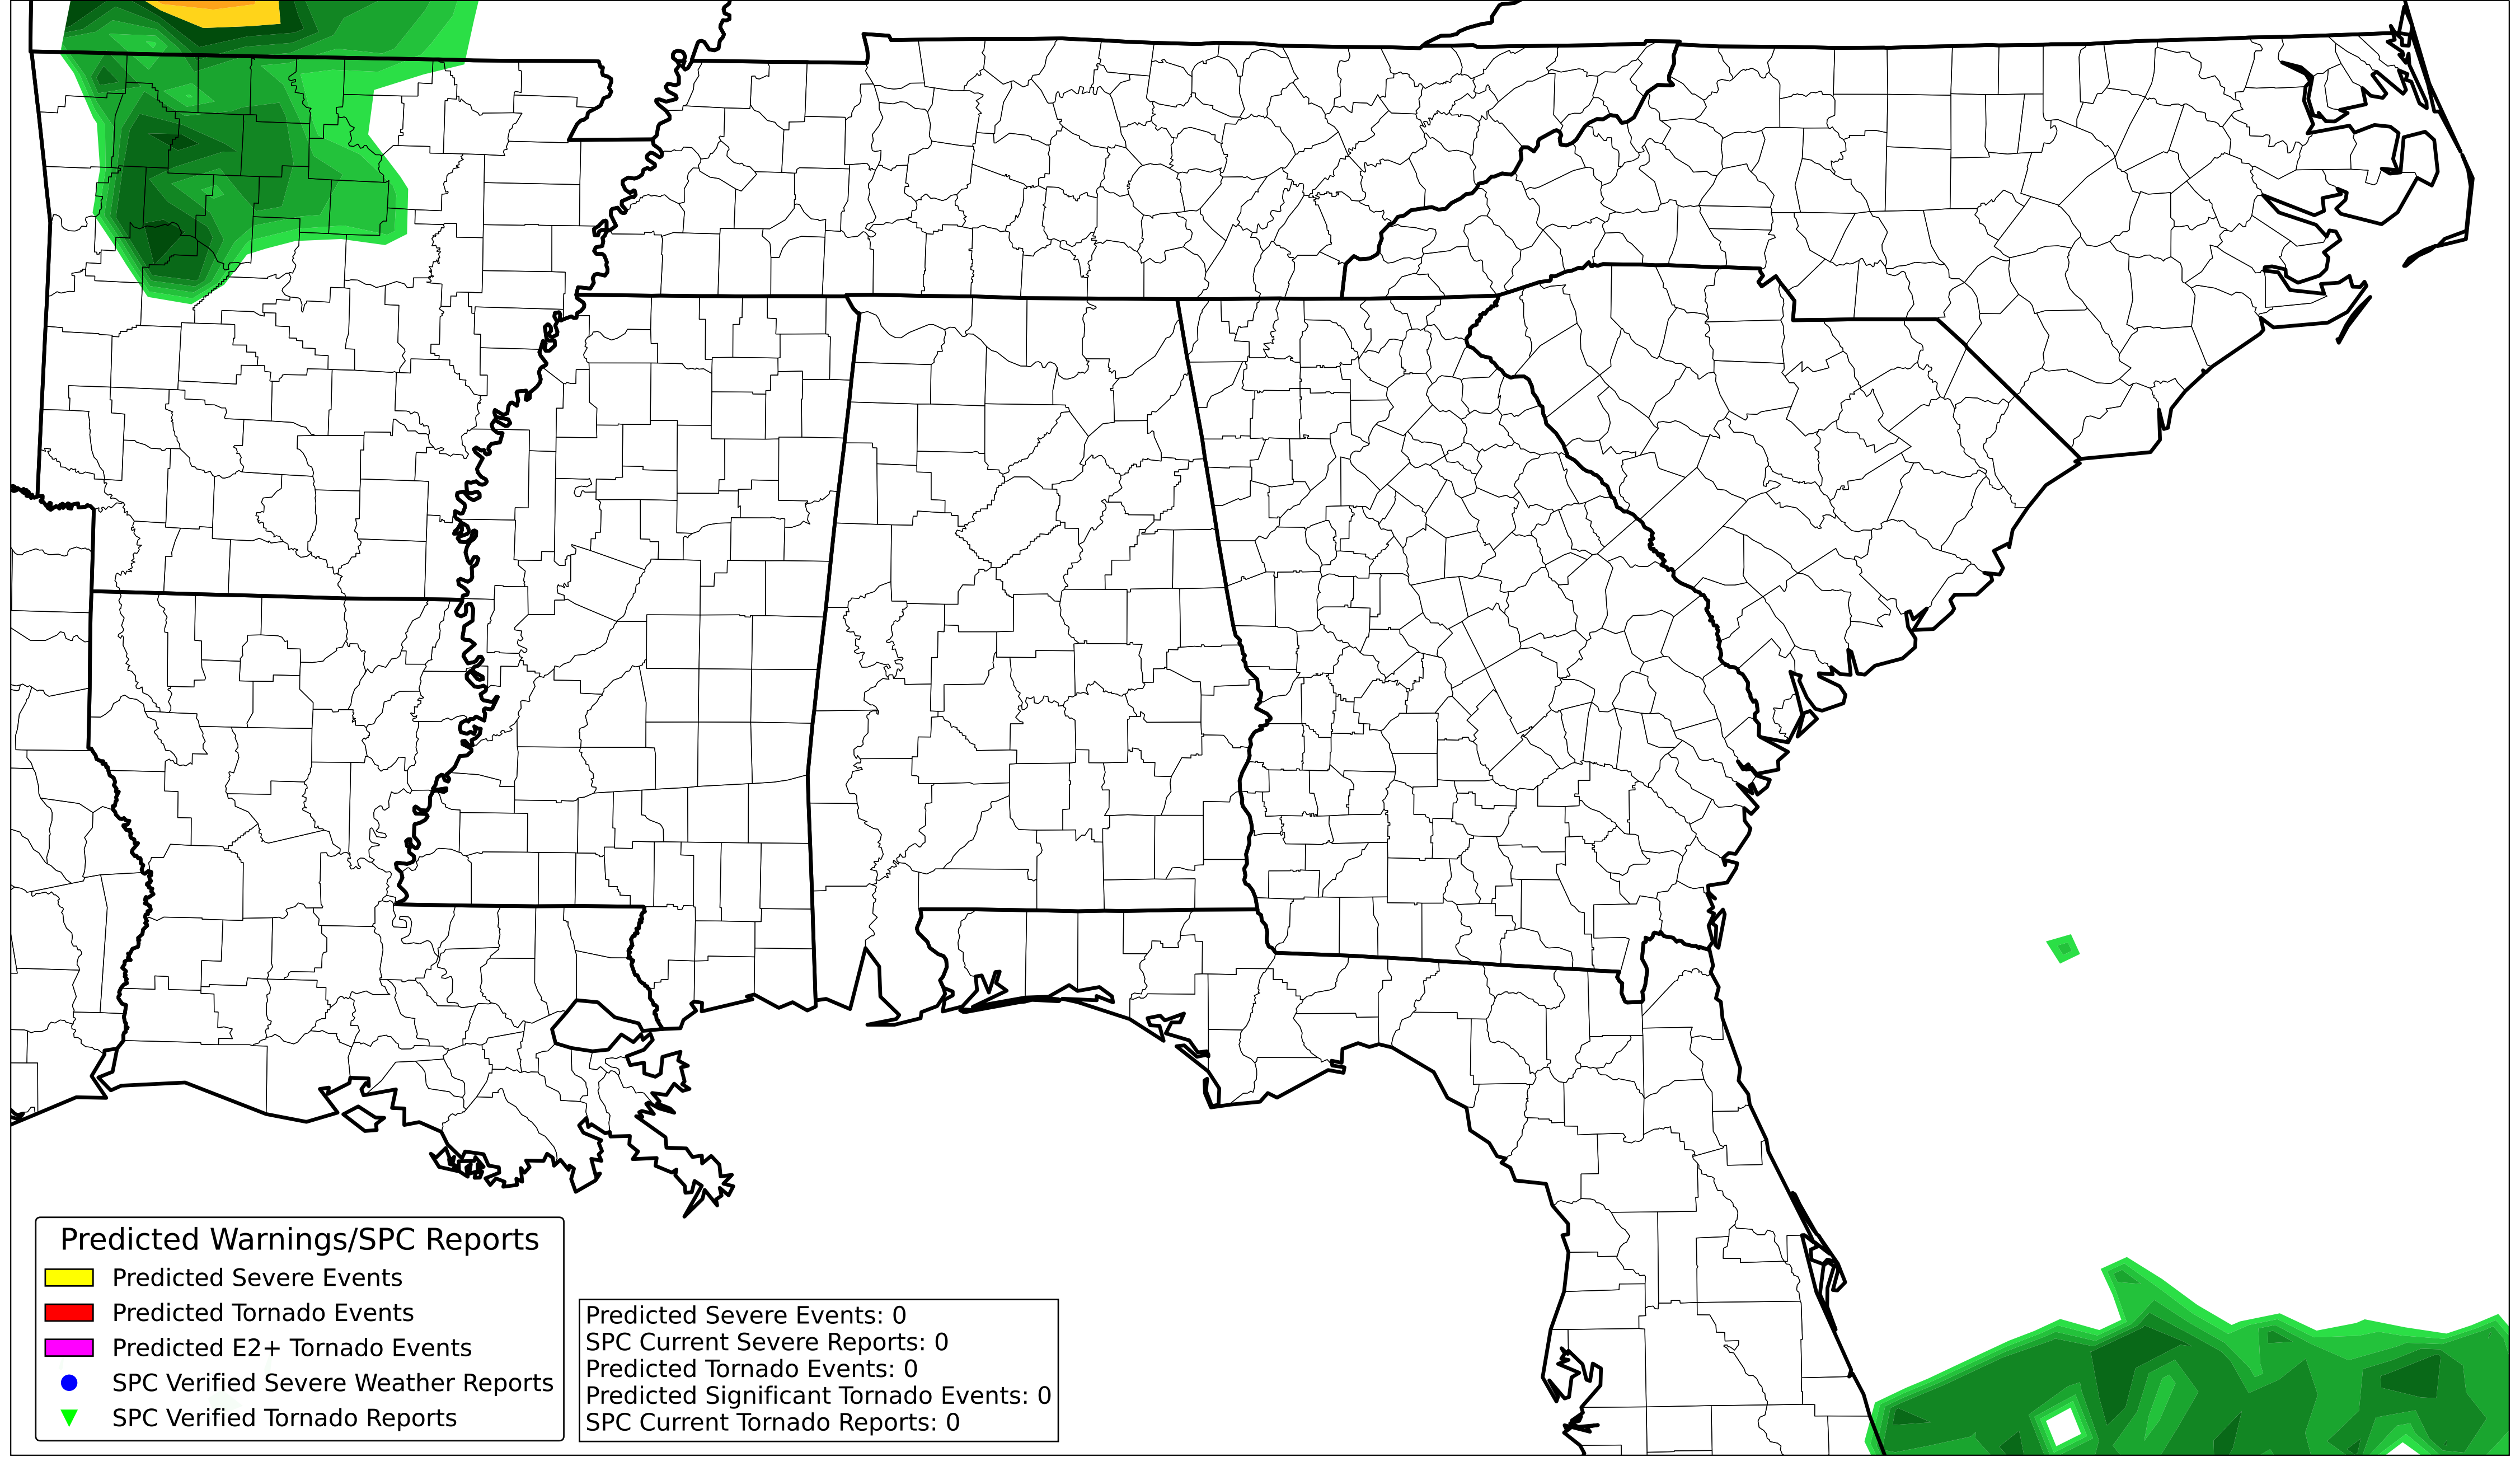 Predicted Warnings/SPC Reports
Predicted Severe Events
Predicted Tornado Events
Predicted E2+ Tornado Events
SPC Verified Severe Weather Reports
SPC Verified Tornado Reports
Predicted Severe Events: 0
SPC Current Severe Reports: 0
Predicted Tornado Events: 0
Predicted Significant Tornado Events: 0
SPC Current Tornado Reports: 0